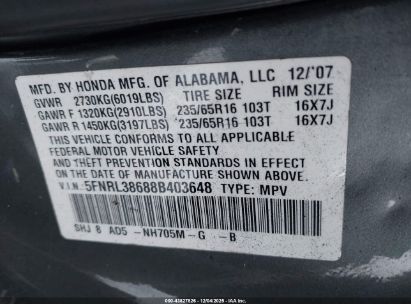 MFD. BY HONDA MFG. OF ALABAMA, LLC 12/'07
GVWR 2730KG(6019LBS) TIRE SIZE RIM SIZE
GAWR F 1320KG(2910LBS) 235/65R16 103T 16X7J
GAWR R 1450KG(3197LBS) 235/65R16 103T 16X7J
THIS VEHICLE CONFORMS TO ALL APPLICABLE
FEDERAL MOTOR VEHICLE SAFETY AND
THEFT PREVENTION STANDARDS IN EFFECT
ON THE DATE OF MANUFACTURE SHOWN ABOVE.
V.I.N. 5FNRL38688B403648 TYPE: MPV
SHJ 8 AD5 -NH705M-G -B